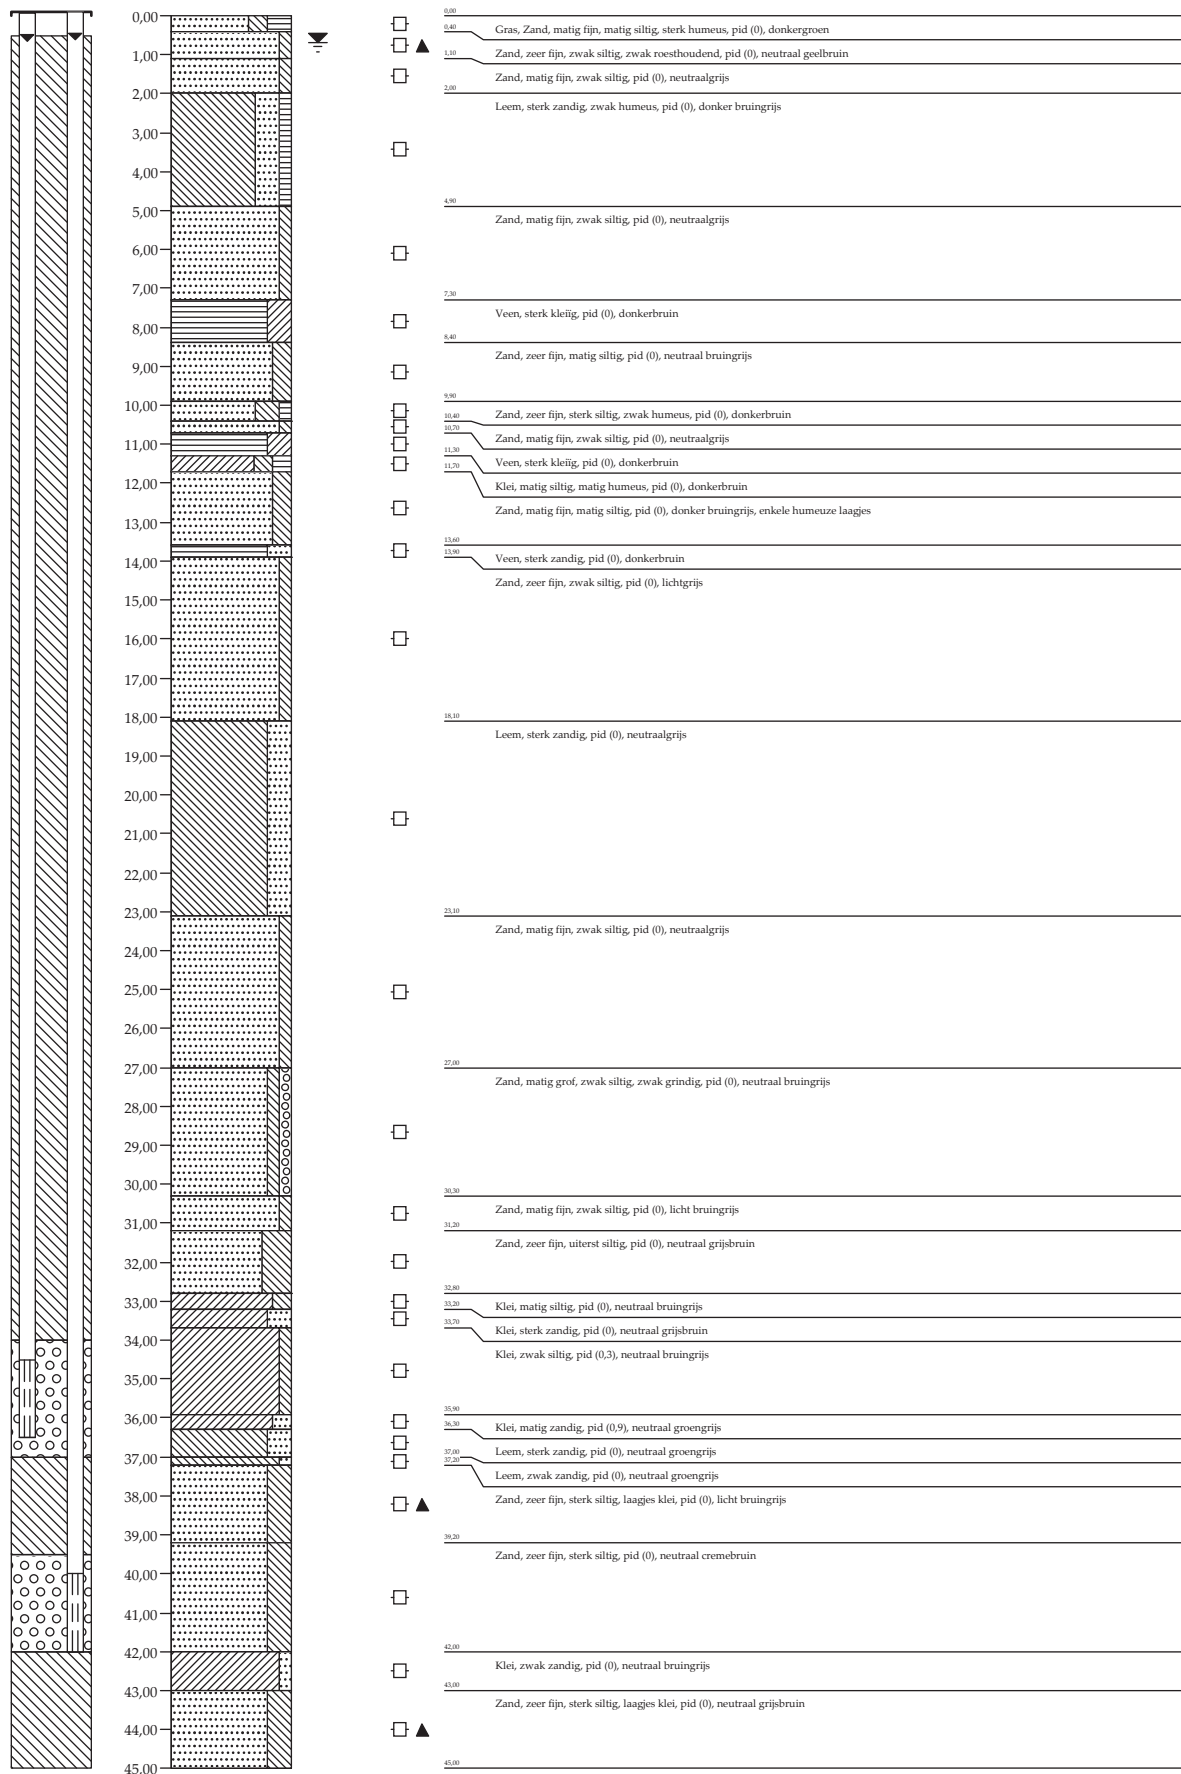 0,00
1,00
2,00
3,00
4,00
5,00
6,00
7,00
8,00
9,00
10,00
11,00
12,00
13,00
14,00
15,00
16,00
17,00
18,00
19,00
20,00
21,00
22,00
23,00
24,00
25,00
26,00
27,00
28,00
29,00
30,00
31,00
32,00
33,00
34,00
35,00
36,00
37,00
38,00
39,00
40,00
41,00
42,00
43,00
44,00
45,00
0,00
Gras, Zand, matig fijn, matig siltig, sterk humeus, pid (0), donkergroen
0,40
Zand, zeer fijn, zwak siltig, zwak roesthoudend, pid (0), neutraal geelbruin
1,10
Zand, matig fijn, zwak siltig, pid (0), neutraalgrijs
2,00
Leem, sterk zandig, zwak humeus, pid (0), donker bruingrijs
4,90
Zand, matig fijn, zwak siltig, pid (0), neutraalgrijs
7,30
Veen, sterk kleiïg, pid (0), donkerbruin
8,40
Zand, zeer fijn, matig siltig, pid (0), neutraal bruingrijs
9,90
Zand, zeer fijn, sterk siltig, zwak humeus, pid (0), donkerbruin
10,40
Zand, matig fijn, zwak siltig, pid (0), neutraalgrijs
10,70
Veen, sterk kleiïg, pid (0), donkerbruin
11,30
Klei, matig siltig, matig humeus, pid (0), donkerbruin
11,70
Zand, matig fijn, matig siltig, pid (0), donker bruingrijs, enkele humeuze laagjes
13,60
Veen, sterk zandig, pid (0), donkerbruin
13,90
Zand, zeer fijn, zwak siltig, pid (0), lichtgrijs
18,10
Leem, sterk zandig, pid (0), neutraalgrijs
23,10
Zand, matig fijn, zwak siltig, pid (0), neutraalgrijs
27,00
Zand, matig grof, zwak siltig, zwak grindig, pid (0), neutraal bruingrijs
30,30
Zand, matig fijn, zwak siltig, pid (0), licht bruingrijs
31,20
Zand, zeer fijn, uiterst siltig, pid (0), neutraal grijsbruin
32,80
Klei, matig siltig, pid (0), neutraal bruingrijs
33,20
Klei, sterk zandig, pid (0), neutraal grijsbruin
33,70
Klei, zwak siltig, pid (0,3), neutraal bruingrijs
35,90
Klei, matig zandig, pid (0,9), neutraal groengrijs
36,30
Leem, sterk zandig, pid (0), neutraal groengrijs
37,00
Leem, zwak zandig, pid (0), neutraal groengrijs
37,20
Zand, zeer fijn, sterk siltig, laagjes klei, pid (0), licht bruingrijs
39,20
Zand, zeer fijn, sterk siltig, pid (0), neutraal cremebruin
42,00
Klei, zwak zandig, pid (0), neutraal bruingrijs
43,00
Zand, zeer fijn, sterk siltig, laagjes klei, pid (0), neutraal grijsbruin
45,00